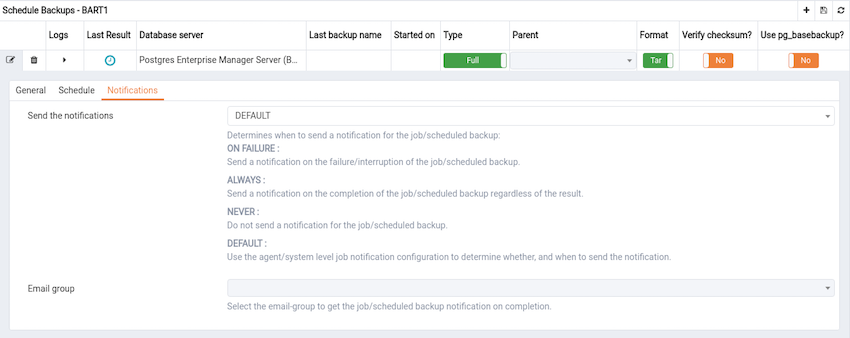 Schedule Backups - BART1
Logs Last Result Database server Last backup name Started on Type Parent Format Verify checksum? Use pg_basebackup?
Postgres Enterprise Manager Server (B... Full Tar No No
General Schedule Notifications
Send the notifications DEFAULT
Determines when to send a notification for the job/scheduled backup:
ON FAILURE :
Send a notification on the failure/interruption of the job/scheduled backup.
ALWAYS :
Send a notification on the completion of the job/scheduled backup regardless of the result.
NEVER :
Do not send a notification for the job/scheduled backup.
DEFAULT :
Use the agent/system level job notification configuration to determine whether, and when to send the notification.
Email group
Select the email-group to get the job/scheduled backup notification on completion.